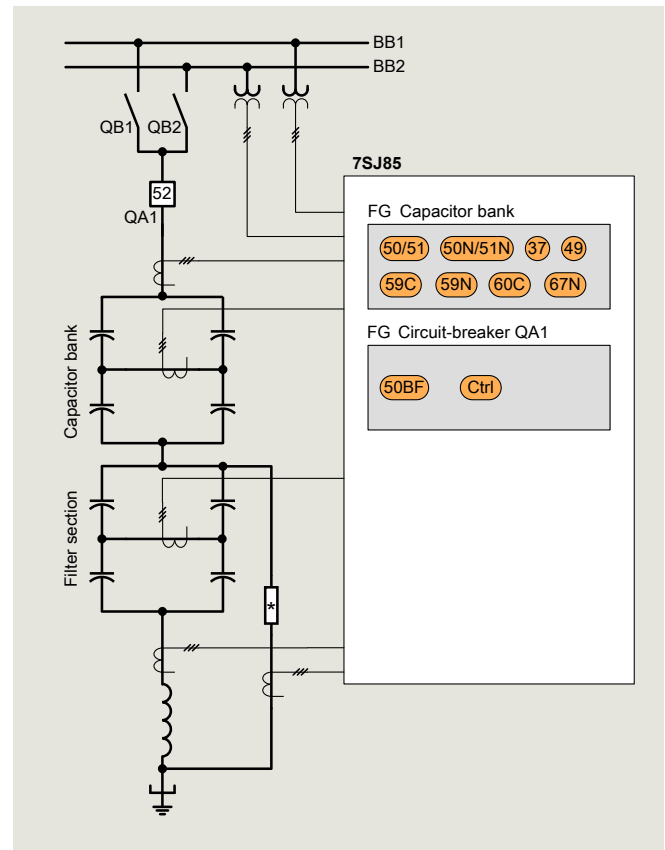 BB1
BB2
QB1
QB2
52
QA1
7SJ85
FG Capacitor bank
50/51
50N/51N
37
49
59C
59N
60C
67N
FG Circuit-breaker QA1
50BF
Ctrl
Capacitor bank
Filter section
*